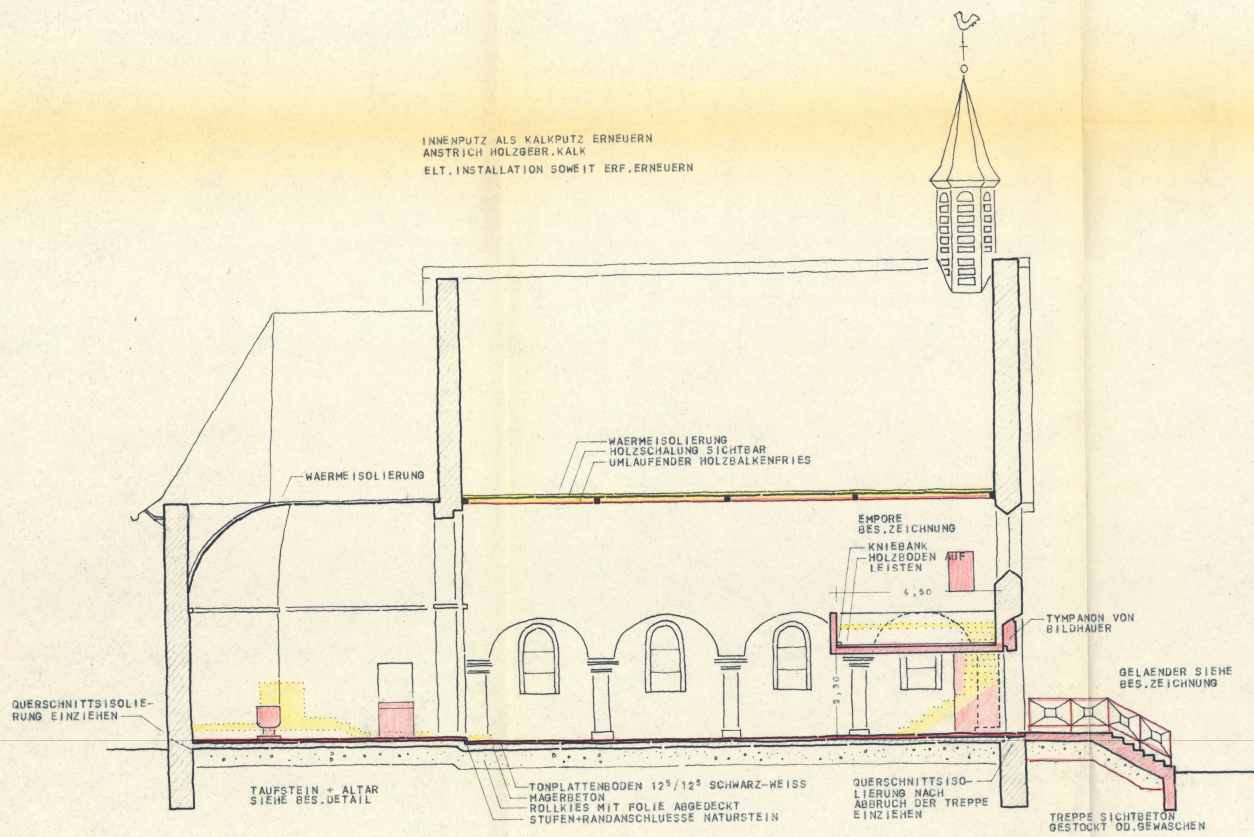 INNENPUTZ ALS KALKPUTZ ERNEUERN
ANSTRICH HOLZGEBR.KALK
ELT.INSTALLATION SOWEIT ERF.ERNEUERN
WAERMEISOLIERUNG
HOLZSCHALUNG SICHTBAR
UMLAUFENDER HOLZBALKENFRIES
WAERMEISOLIERUNG
EMPORE
BES.ZEICHNUNG
KNIEBANK
HOLZBODEN AUF
LEISTEN
4,50
TYMPANON VON
BILDHAUER
GELAENDER SIEHE
BES.ZEICHNUNG
2,30
QUERSCHNITTSISOLIE-
RUNG EINZIEHEN
TAUFSTEIN + ALTAR
SIEHE BES.DETAIL
TONPLATTENBODEN 12⁵/12⁵ SCHWARZ-WEISS
MAGERBETON
ROLLKIES MIT FOLIE ABGEDECKT
STUFEN+RANDANSCHLUESSE NATURSTEIN
QUERSCHNITTSISO-
LIERUNG NACH
ABBRUCH DER TREPPE
EINZIEHEN
TREPPE SICHTBETON
GESTOCKT OD.GEWASCHEN